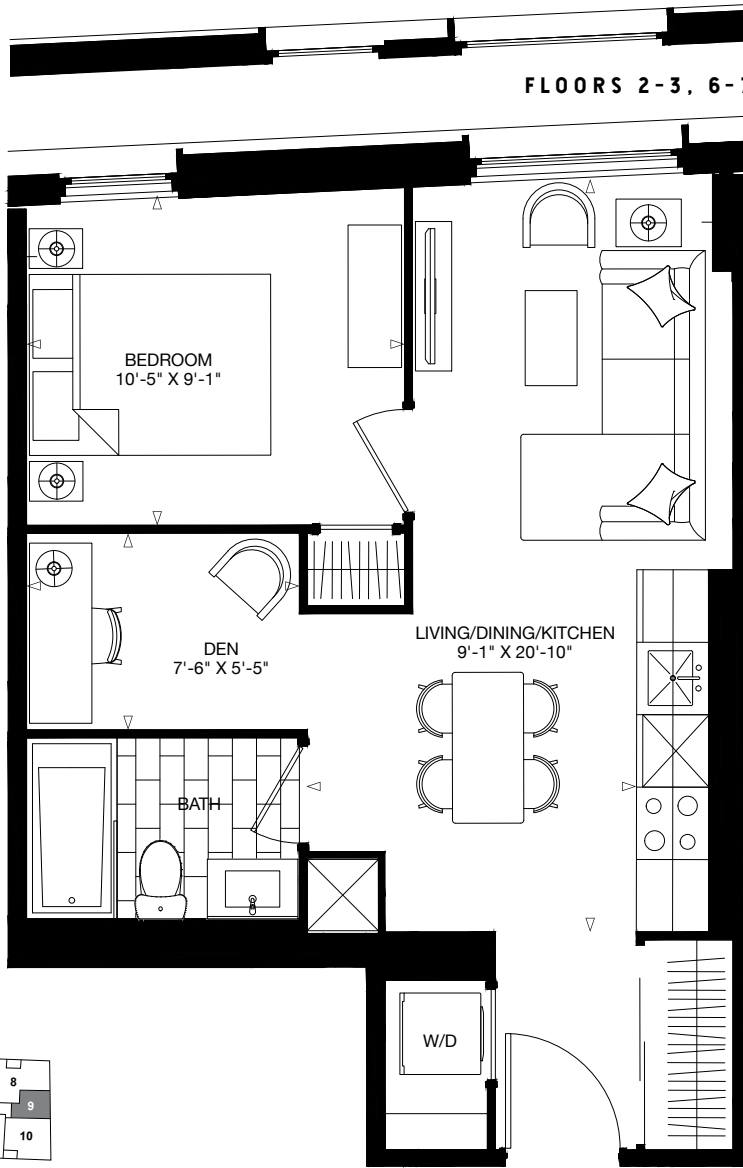 FLOORS 2-3, 6-
BEDROOM
10'-5" X 9'-1"
LIVING/DINING/KITCHEN
9'-1" X 20'-10"
DEN
7'-6" X 5'-5"
BATH
W/D
8
9
10